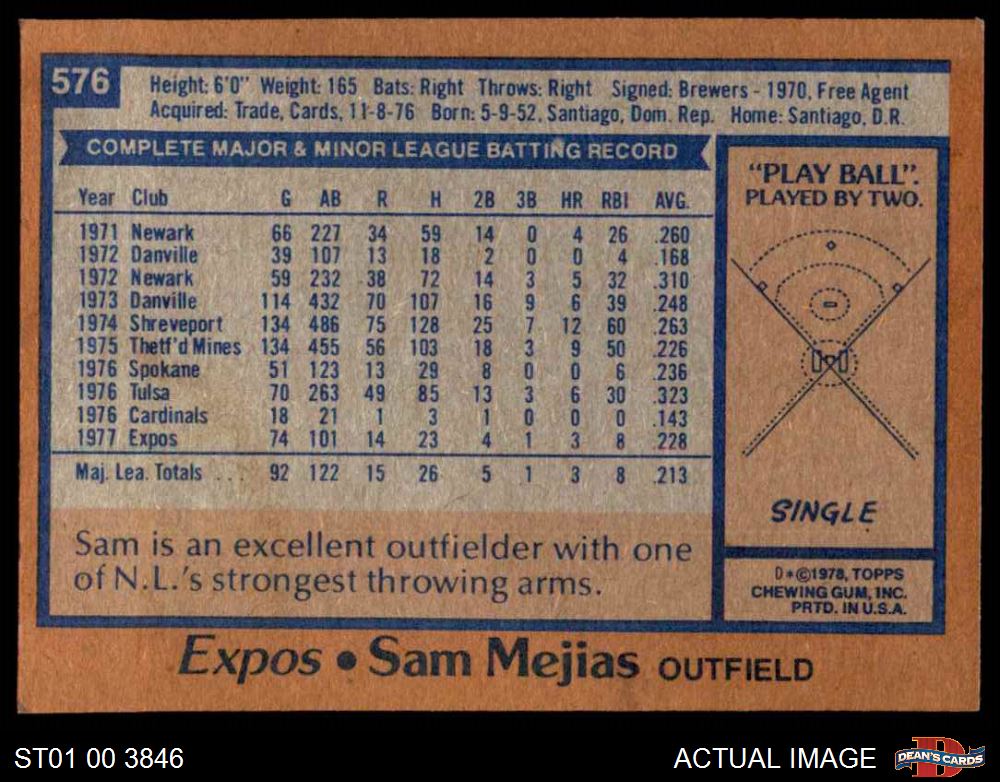 576
Height: 6'0" Weight: 165 Bats: Right Throws: Right Signed: Brewers - 1970, Free Agent
Acquired: Trade, Cards, 11-8-76 Born: 5-9-52, Santiago, Dom. Rep. Home: Santiago, D.R.
COMPLETE MAJOR & MINOR LEAGUE BATTING RECORD
Year Club G AB R H 2B 3B HR RBI AVG.
1971 Newark 66 227 34 59 14 0 4 26 .260
1972 Danville 39 107 13 18 2 0 0 4 .168
1972 Newark 59 232 38 72 14 3 5 32 .310
1973 Danville 114 432 70 107 16 9 6 39 .248
1974 Shreveport 134 486 75 128 25 7 12 60 .263
1975 Thetf'd Mines 134 455 56 103 18 3 9 50 .226
1976 Spokane 51 123 13 29 8 0 0 6 .236
1976 Tulsa 70 263 49 85 13 3 6 30 .323
1976 Cardinals 18 21 1 3 1 0 0 0 .143
1977 Expos 74 101 14 23 4 1 3 8 .228
Maj. Lea. Totals ... 92 122 15 26 5 1 3 8 .213
Sam is an excellent outfielder with one
of N.L.'s strongest throwing arms.
"PLAY BALL".
PLAYED BY TWO.
SINGLE
D*©1978, TOPPS
CHEWING GUM, INC.
PRTD. IN U.S.A.
Expos • Sam Mejias OUTFIELD
ST01 00 3846
ACTUAL IMAGE
D
DEAN'S CARDS